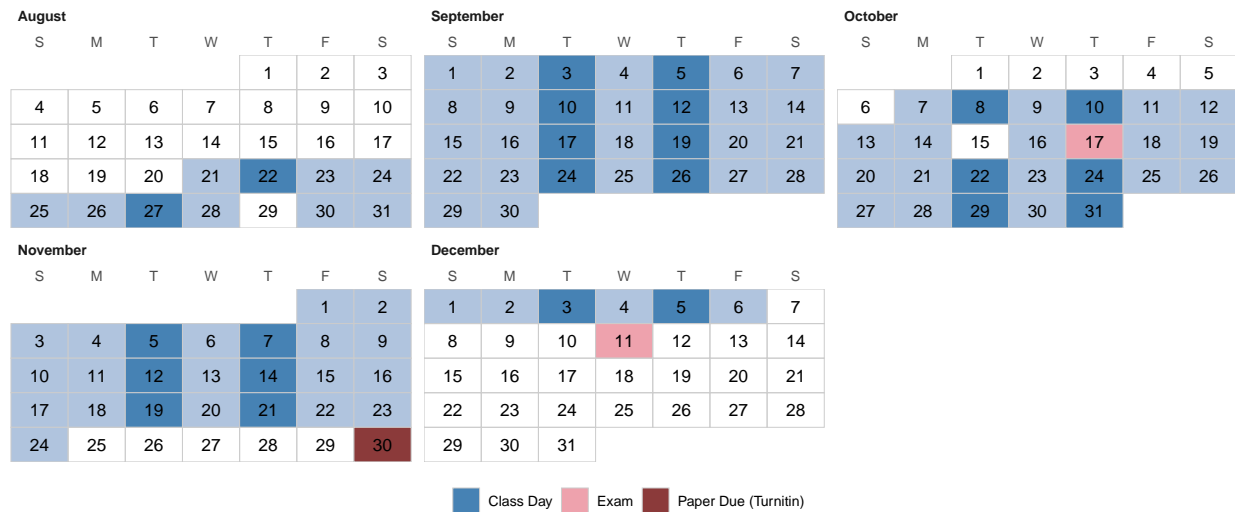 August
S M T W T F S
1 2 3
4 5 6 7 8 9 10
11 12 13 14 15 16 17
18 19 20 21 22 23 24
25 26 27 28 29 30 31
September
S M T W T F S
1 2 3 4 5 6 7
8 9 10 11 12 13 14
15 16 17 18 19 20 21
22 23 24 25 26 27 28
29 30
October
S M T W T F S
1 2 3 4 5
6 7 8 9 10 11 12
13 14 15 16 17 18 19
20 21 22 23 24 25 26
27 28 29 30 31
November
S M T W T F S
1 2
3 4 5 6 7 8 9
10 11 12 13 14 15 16
17 18 19 20 21 22 23
24 25 26 27 28 29 30
December
S M T W T F S
1 2 3 4 5 6 7
8 9 10 11 12 13 14
15 16 17 18 19 20 21
22 23 24 25 26 27 28
29 30 31
Class Day Exam Paper Due (Turnitin)